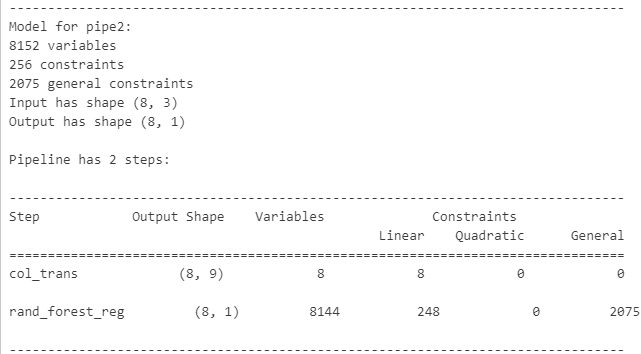 --------------------------------------------------------------------------------
Model for pipe2:
8152 variables
256 constraints
2075 general constraints
Input has shape (8, 3)
Output has shape (8, 1)
Pipeline has 2 steps:
--------------------------------------------------------------------------------
Step            Output Shape    Variables              Constraints
                                                Linear    Quadratic      General
================================================================================
col_trans             (8, 9)            8            8            0            0
rand_forest_reg         (8, 1)         8144          248            0         2075
--------------------------------------------------------------------------------